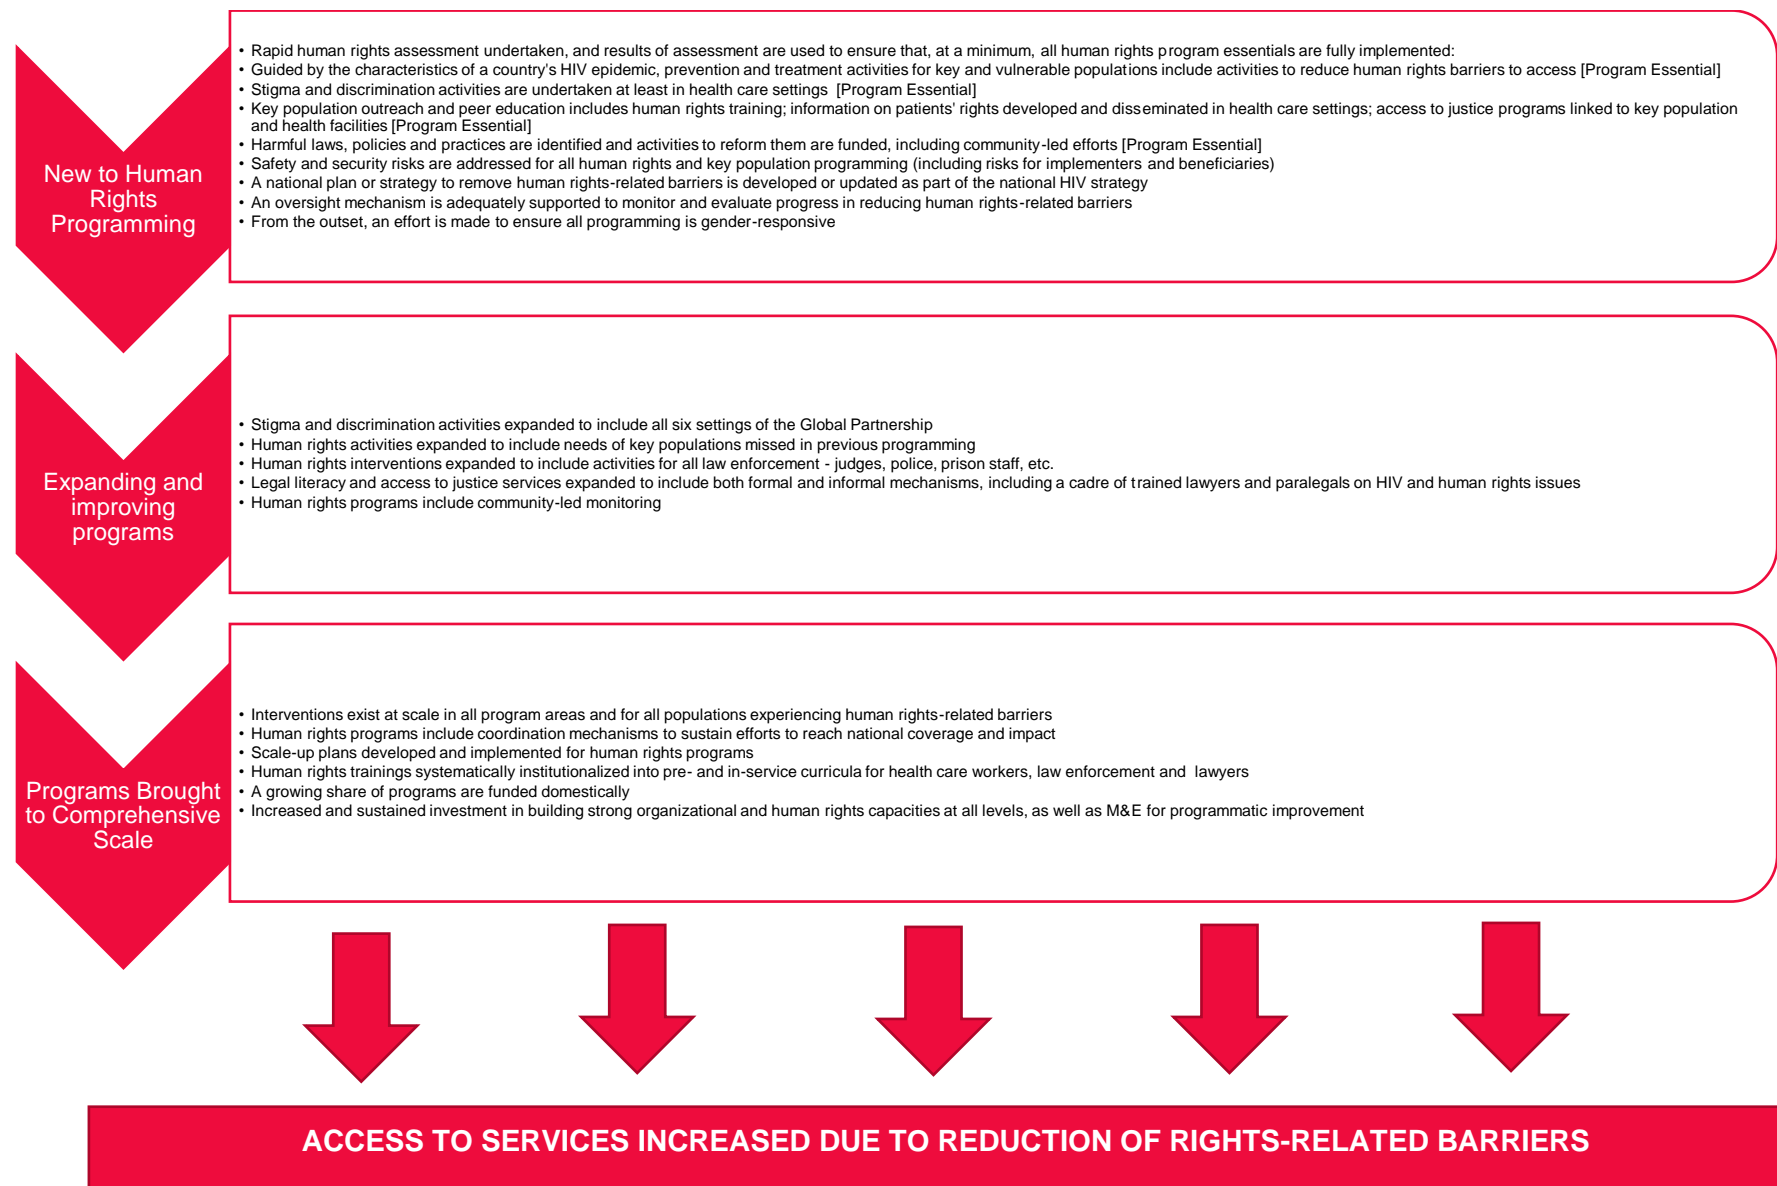 New to Human
Rights
Programming
• Rapid human rights assessment undertaken, and results of assessment are used to ensure that, at a minimum, all human rights program essentials are fully implemented:
• Guided by the characteristics of a country's HIV epidemic, prevention and treatment activities for key and vulnerable populations include activities to reduce human rights barriers to access [Program Essential]
• Stigma and discrimination activities are undertaken at least in health care settings [Program Essential]
• Key population outreach and peer education includes human rights training; information on patients' rights developed and disseminated in health care settings; access to justice programs linked to key population
and health facilities [Program Essential]
• Harmful laws, policies and practices are identified and activities to reform them are funded, including community-led efforts [Program Essential]
• Safety and security risks are addressed for all human rights and key population programming (including risks for implementers and beneficiaries)
• A national plan or strategy to remove human rights-related barriers is developed or updated as part of the national HIV strategy
• An oversight mechanism is adequately supported to monitor and evaluate progress in reducing human rights-related barriers
• From the outset, an effort is made to ensure all programming is gender-responsive
Expanding and
improving
programs
• Stigma and discrimination activities expanded to include all six settings of the Global Partnership
• Human rights activities expanded to include needs of key populations missed in previous programming
• Human rights interventions expanded to include activities for all law enforcement - judges, police, prison staff, etc.
• Legal literacy and access to justice services expanded to include both formal and informal mechanisms, including a cadre of trained lawyers and paralegals on HIV and human rights issues
• Human rights programs include community-led monitoring
Programs Brought
to Comprehensive
Scale
• Interventions exist at scale in all program areas and for all populations experiencing human rights-related barriers
• Human rights programs include coordination mechanisms to sustain efforts to reach national coverage and impact
• Scale-up plans developed and implemented for human rights programs
• Human rights trainings systematically institutionalized into pre- and in-service curricula for health care workers, law enforcement and lawyers
• A growing share of programs are funded domestically
• Increased and sustained investment in building strong organizational and human rights capacities at all levels, as well as M&E for programmatic improvement
ACCESS TO SERVICES INCREASED DUE TO REDUCTION OF RIGHTS-RELATED BARRIERS